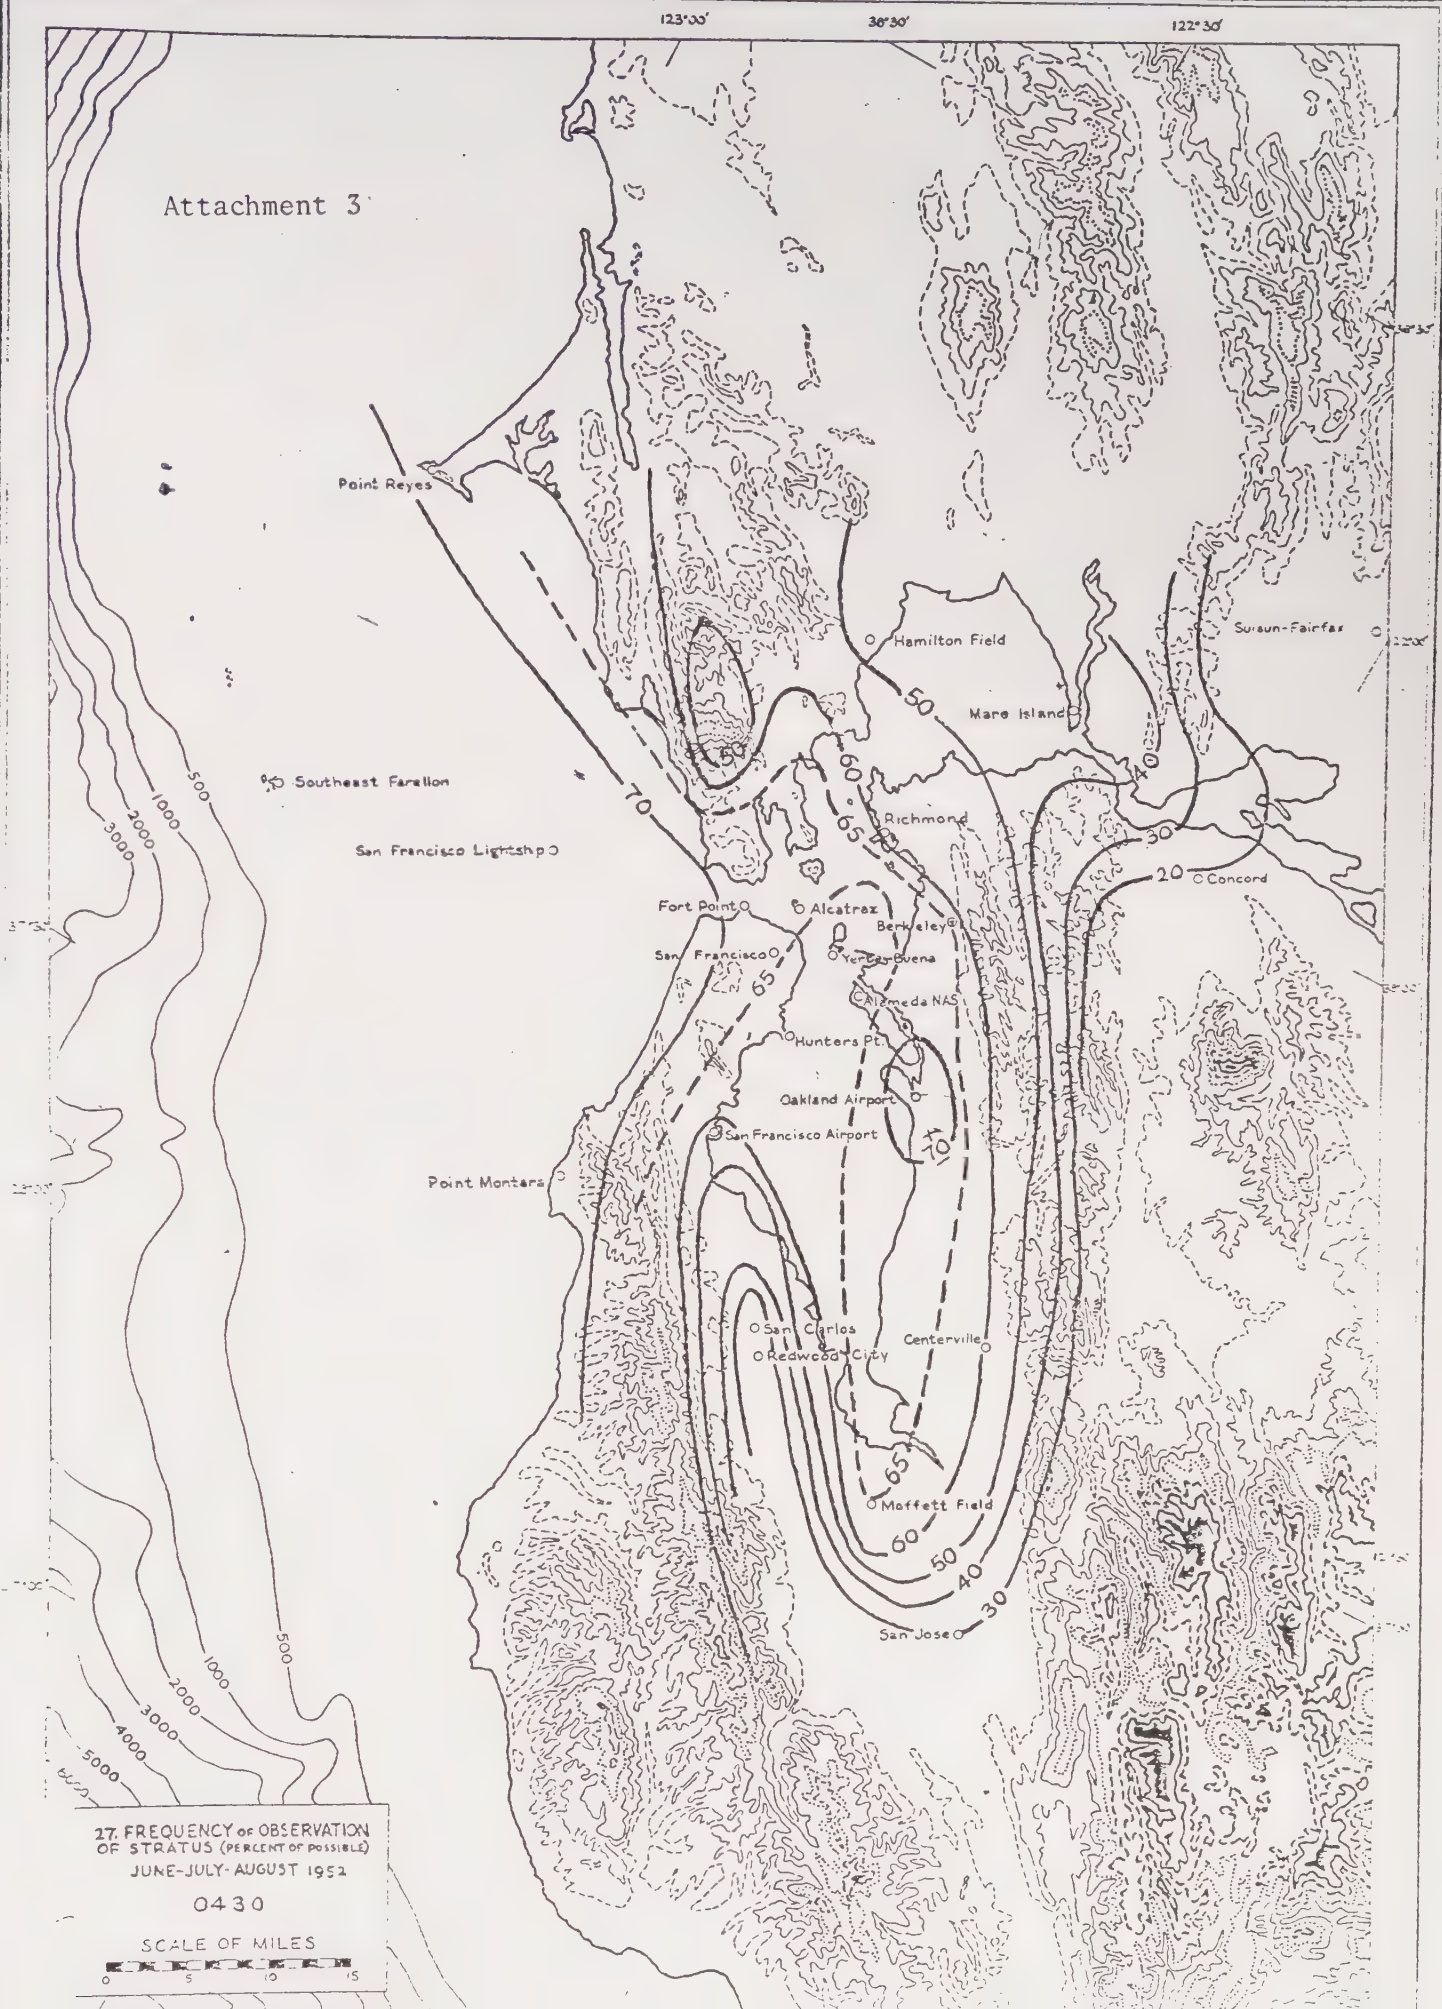 123°00'
38°30'
122°30'
Attachment 3
Point Reyes
Hamilton Field
Suisun-Fairfax
50
Mare Island
50
60
40
500
Southeast Farallon
70
1000
2000
3000
65
Richmond
30
San Francisco Lightship
20
Concord
Fort Point
Alcatraz
Berkeley
San Francisco
Yerba Buena
65
Alameda NAS
Hunters Pt.
Oakland Airport
San Francisco Airport
70
Point Montara
San Carlos
Centerville
Redwood City
65
Moffett Field
60
50
40
30
San Jose
500
1000
2000
3000
4000
5000
27. FREQUENCY OF OBSERVATION
OF STRATUS (PERCENT OF POSSIBLE)
JUNE-JULY-AUGUST 1952
0430
SCALE OF MILES
0 5 10 15